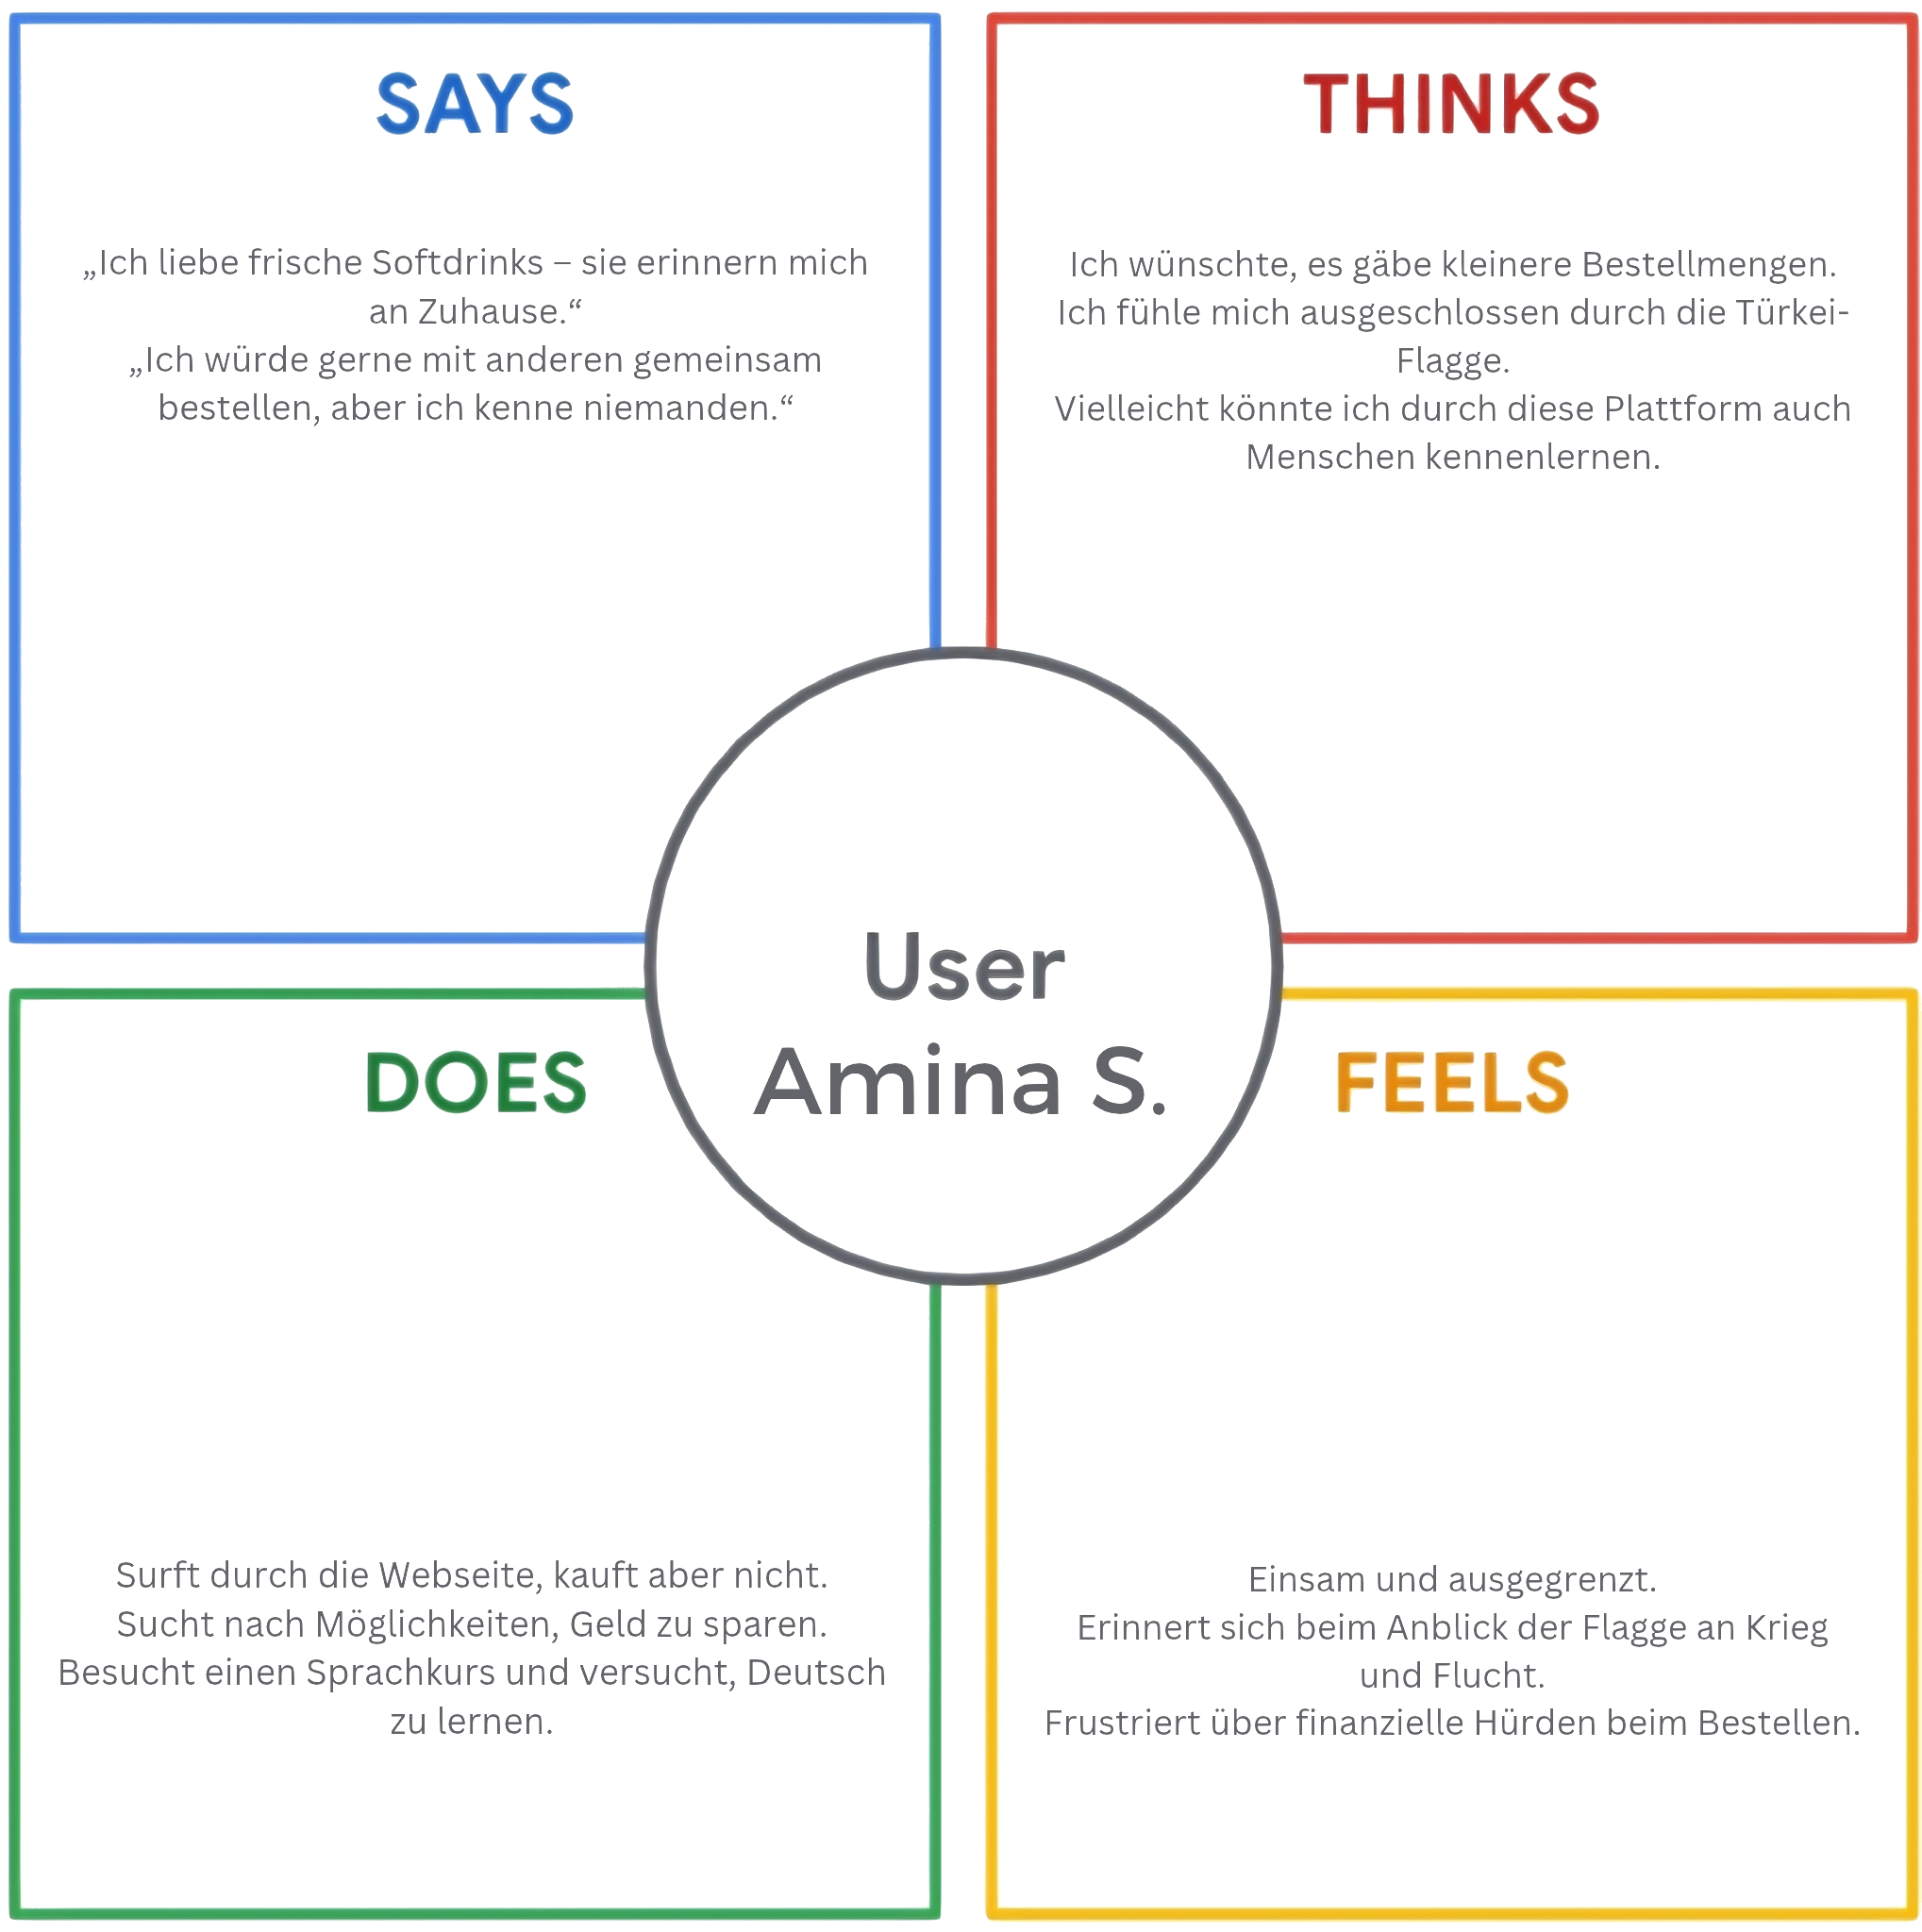 SAYS
„Ich liebe frische Softdrinks – sie erinnern mich
an Zuhause.“
„Ich würde gerne mit anderen gemeinsam
bestellen, aber ich kenne niemanden.“
THINKS
Ich wünschte, es gäbe kleinere Bestellmengen.
Ich fühle mich ausgeschlossen durch die Türkei-
Flagge.
Vielleicht könnte ich durch diese Plattform auch
Menschen kennenlernen.
User
Amina S.
DOES
Surft durch die Webseite, kauft aber nicht.
Sucht nach Möglichkeiten, Geld zu sparen.
Besucht einen Sprachkurs und versucht, Deutsch
zu lernen.
FEELS
Einsam und ausgegrenzt.
Erinnert sich beim Anblick der Flagge an Krieg
und Flucht.
Frustriert über finanzielle Hürden beim Bestellen.